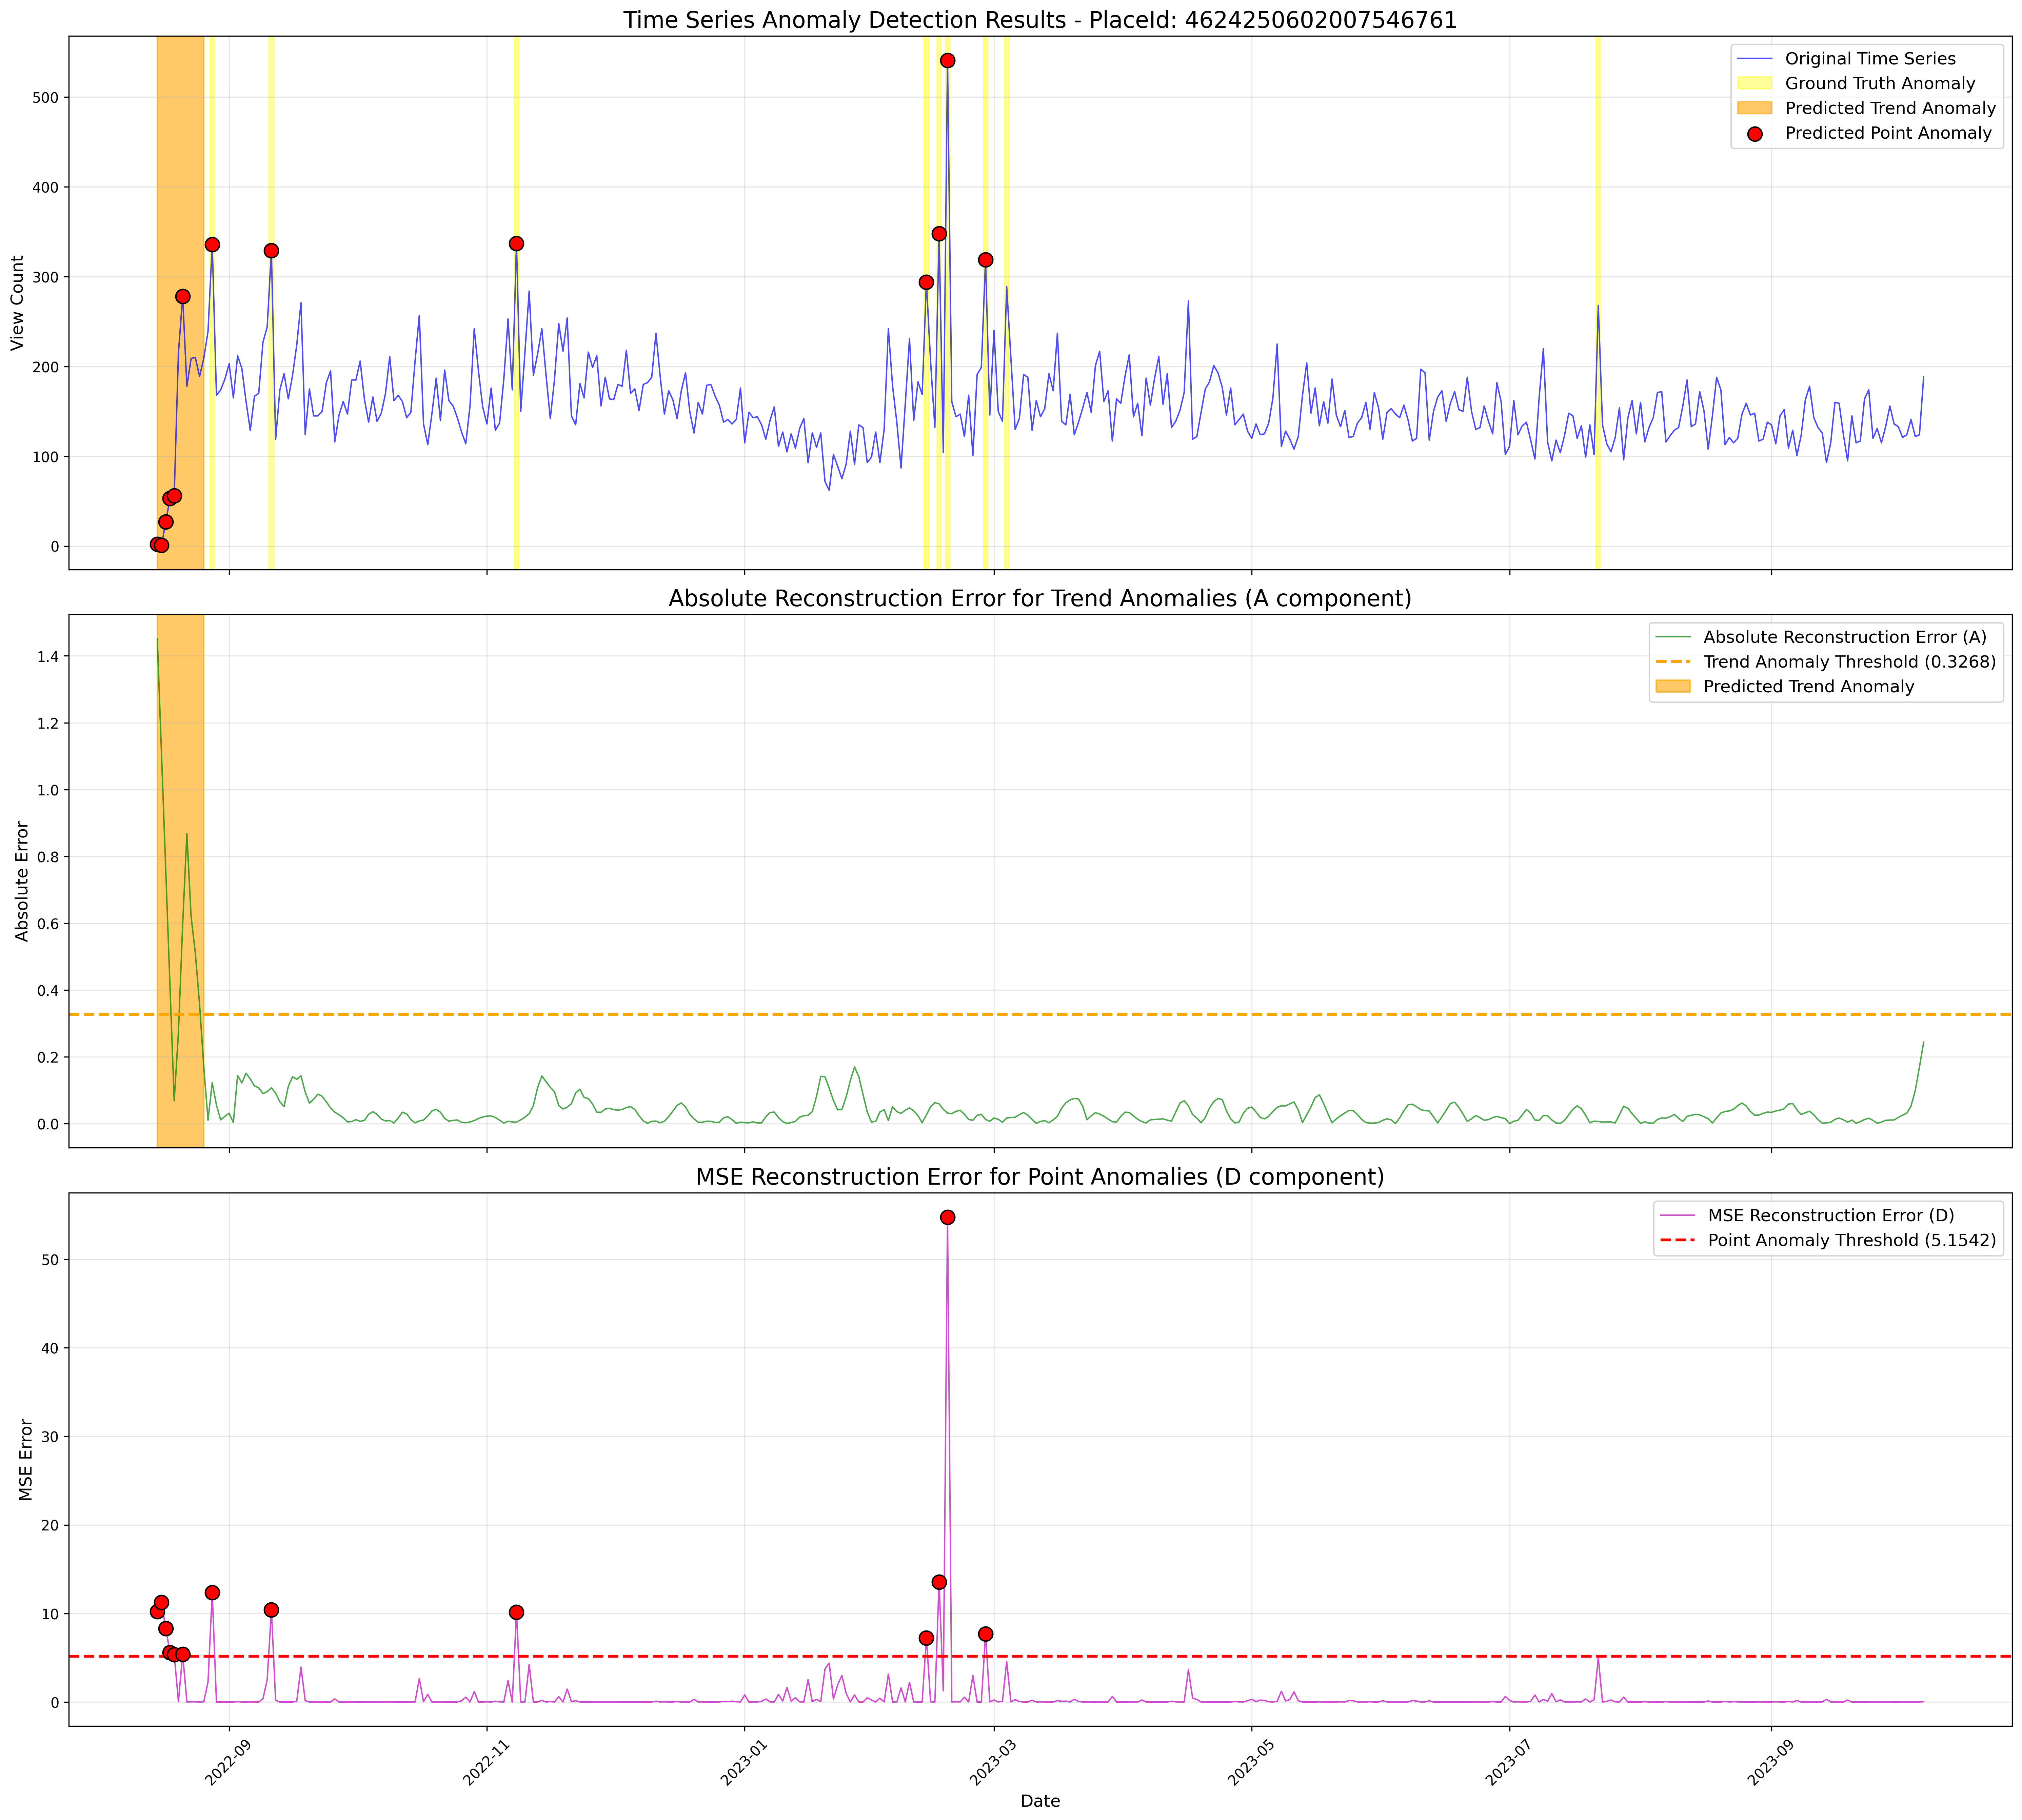 Time Series Anomaly Detection Results - PlaceId: 4624250602007546761
View Count
500
400
300
200
100
0
Original Time Series
Ground Truth Anomaly
Predicted Trend Anomaly
Predicted Point Anomaly
Absolute Reconstruction Error for Trend Anomalies (A component)
Absolute Error
1.4
1.2
1.0
0.8
0.6
0.4
0.2
0.0
Absolute Reconstruction Error (A)
Trend Anomaly Threshold (0.3268)
Predicted Trend Anomaly
MSE Reconstruction Error for Point Anomalies (D component)
MSE Error
50
40
30
20
10
0
MSE Reconstruction Error (D)
Point Anomaly Threshold (5.1542)
2022-09
2022-11
2023-01
2023-03
2023-05
2023-07
2023-09
Date